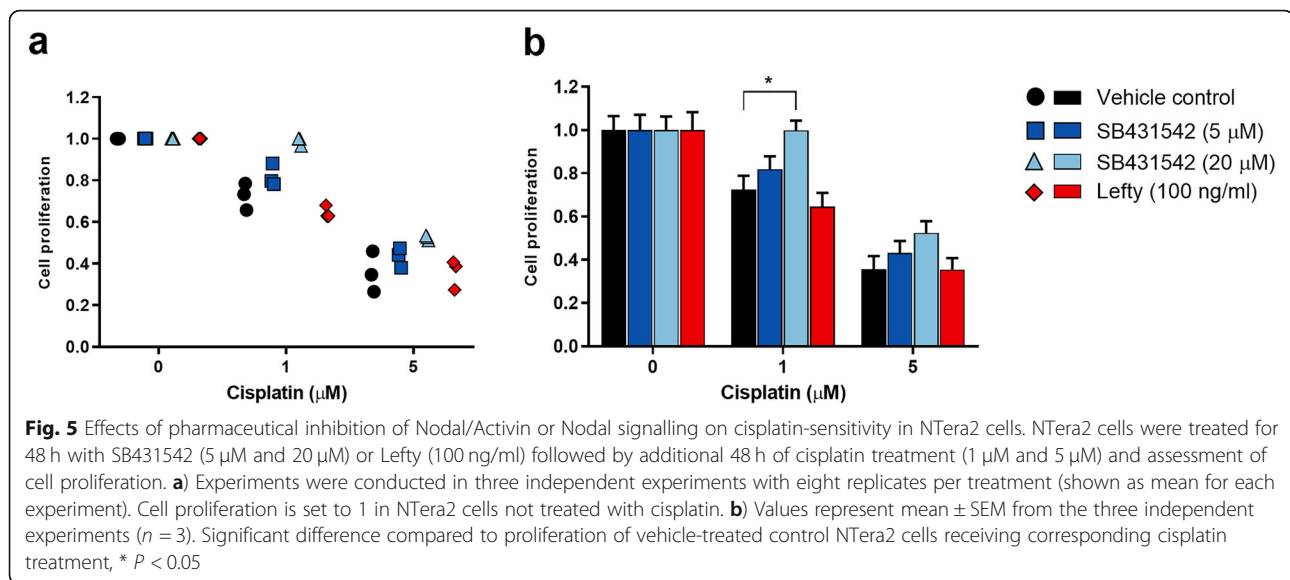 a
1.2
1.0
0.8
0.6
0.4
0.2
0.0
Cell proliferation
0 1 5
Cisplatin (μM)
b
*
1.2
1.0
0.8
0.6
0.4
0.2
0.0
Cell proliferation
0 1 5
Cisplatin (μM)
Vehicle control
SB431542 (5 μM)
SB431542 (20 μM)
Lefty (100 ng/ml)
Fig. 5 Effects of pharmaceutical inhibition of Nodal/Activin or Nodal signalling on cisplatin-sensitivity in NTera2 cells. NTera2 cells were treated for
48 h with SB431542 (5 μM and 20 μM) or Lefty (100 ng/ml) followed by additional 48 h of cisplatin treatment (1 μM and 5 μM) and assessment of
cell proliferation. a) Experiments were conducted in three independent experiments with eight replicates per treatment (shown as mean for each
experiment). Cell proliferation is set to 1 in NTera2 cells not treated with cisplatin. b) Values represent mean ± SEM from the three independent
experiments (n = 3). Significant difference compared to proliferation of vehicle-treated control NTera2 cells receiving corresponding cisplatin
treatment, * P < 0.05